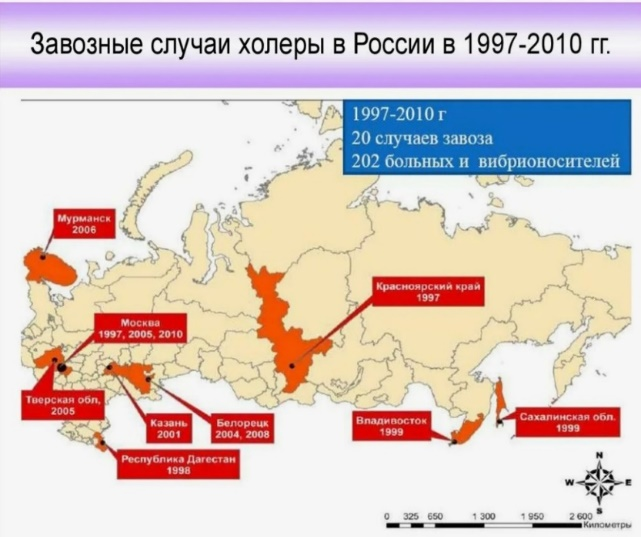 Завозные случаи холеры в России в 1997-2010 гг.
1997-2010 г
20 случаев завоза
202 больных и вибрионосителей
Мурманск
2006
Красноярский край
1997
Москва
1997, 2005, 2010
Тверская обл,
2005
Казань
2001
Белорецк
2004, 2008
Владивосток
1999
Сахалинская обл.
1999
Республика Дагестан
1998
N
W E
S
0 325 650 1 300 1 950 2 600
Километры